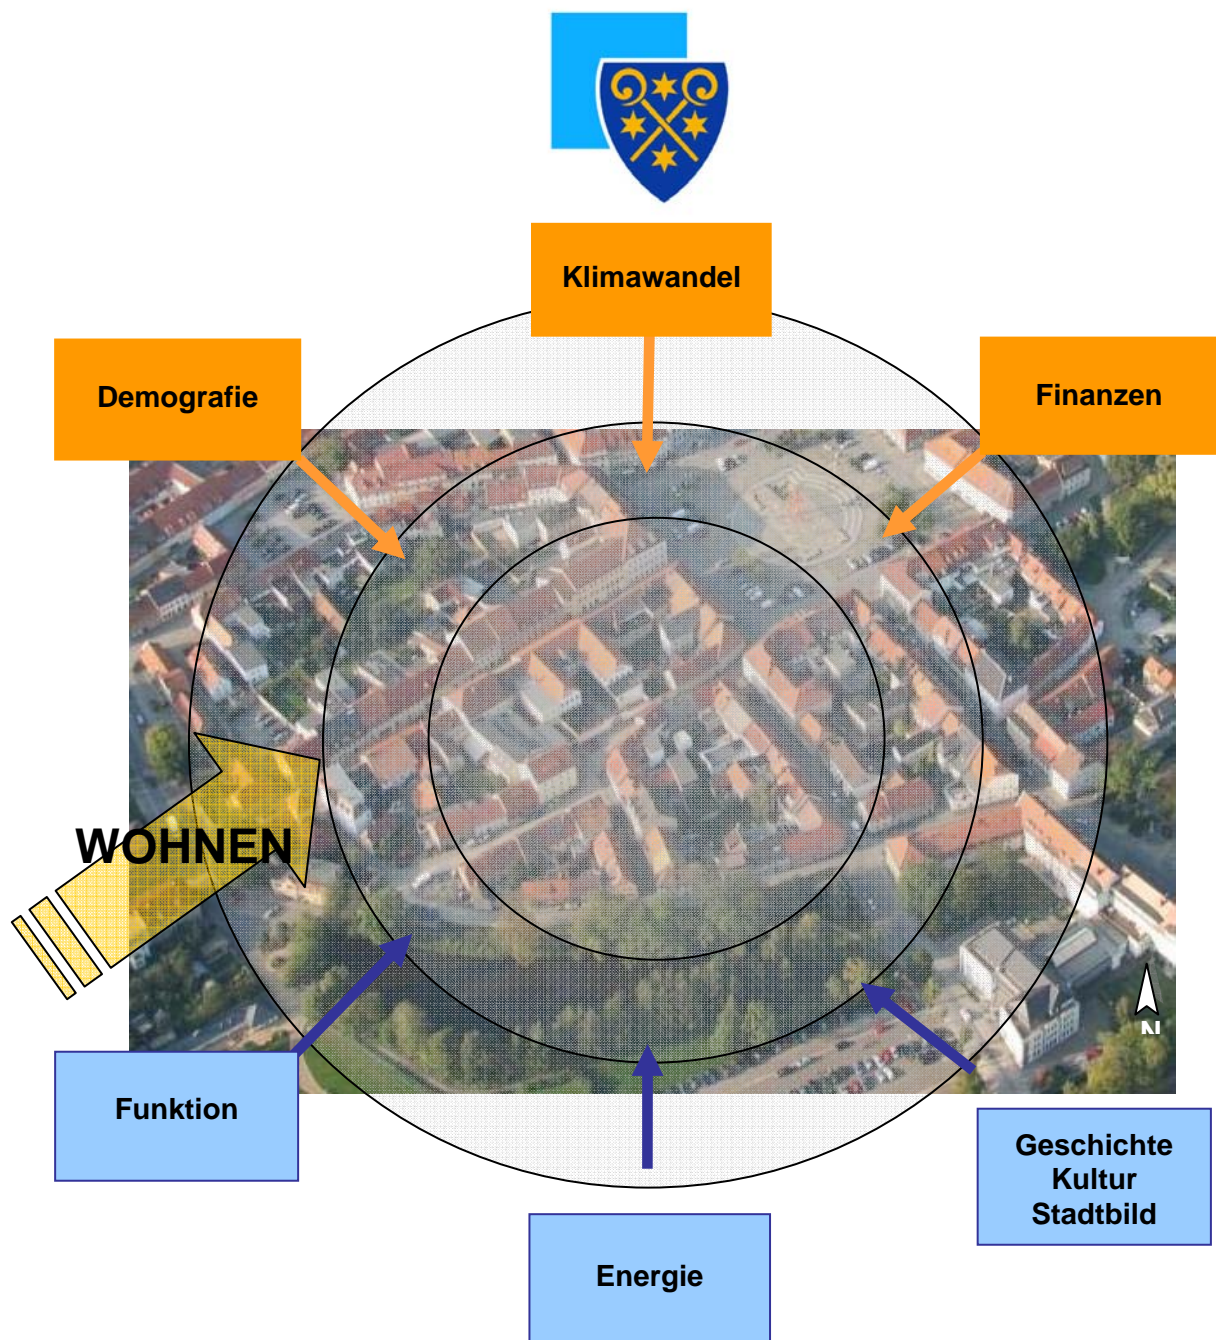 Klimawandel
Demografie
Finanzen
WOHNEN
N
Funktion
Geschichte
Kultur
Stadtbild
Energie